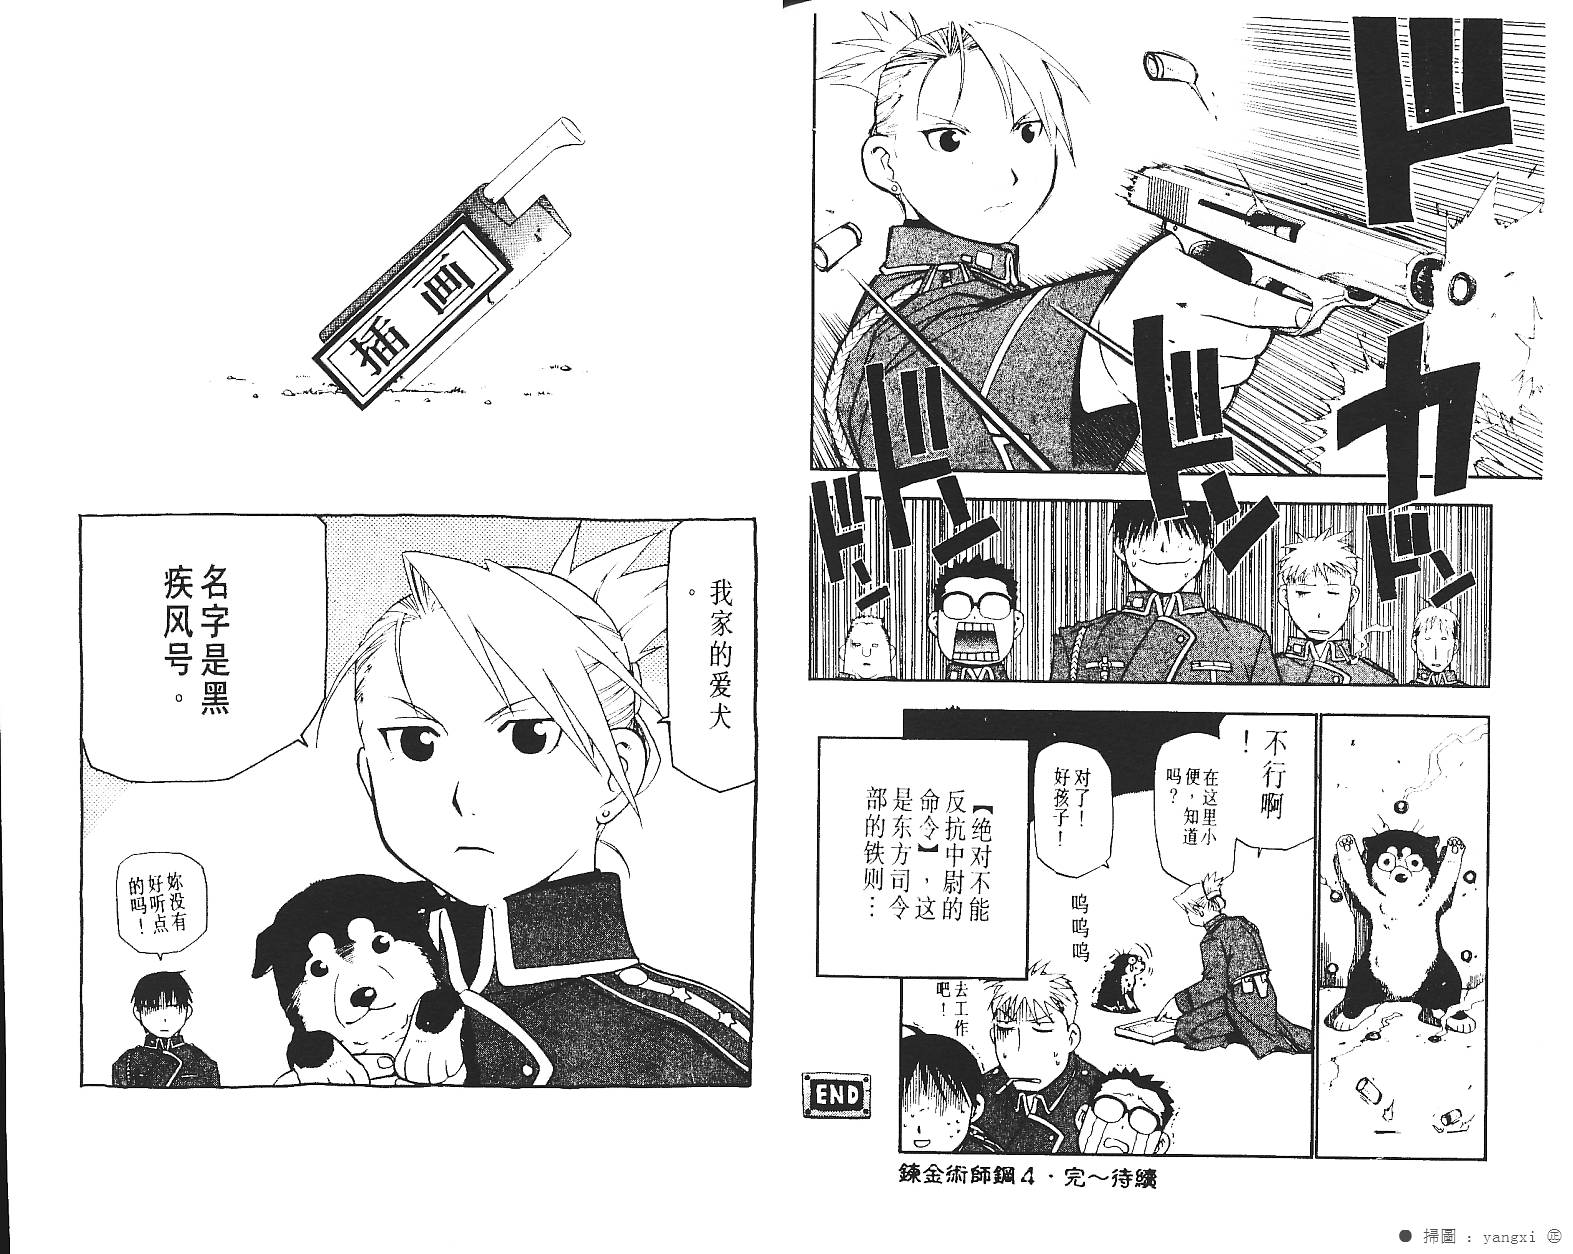 ドカ
ドン
ドドン
ドドン
ドン
不行啊
！
在这里小
便，知道
吗？
对了！
好孩子！
呜呜呜
去工作
吧！
【绝对不能
反抗中尉的
命令】，这
是东方司令
部的铁则…
END
鍊金術師鋼4．完～待續
插画
我家的爱犬
。
名字是黑
疾风号。
妳没有
好听点
的吗！
● 掃圖 : yangxi ㊣